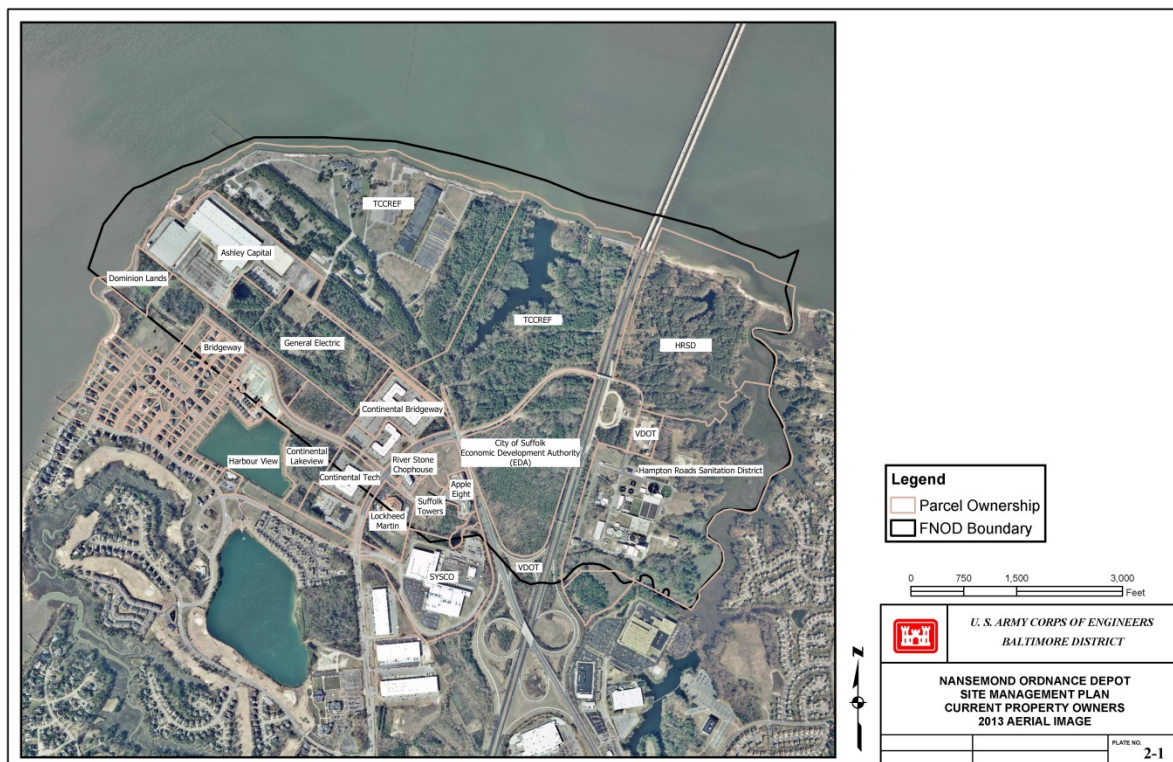 TCCREF
Ashley Capital
Dominion Lands
TCCREF
General Electric
HRSD
Bridgeway
Continental Bridgeway
VDOT
City of Suffolk
Economic Development Authority
(EDA)
River Stone
Chophouse
Continental
Lakeview
Harbour View
Continental Tech
Hampton Roads Sanitation District
Apple
Eight
Suffolk
Towers
Lockheed
Martin
VDOT
SYSCO
Legend
Parcel Ownership
FNOD Boundary
0 750 1,500 3,000
Feet
U. S. ARMY CORPS OF ENGINEERS
BALTIMORE DISTRICT
Z
NANSEMOND ORDNANCE DEPOT
SITE MANAGEMENT PLAN
CURRENT PROPERTY OWNERS
2013 AERIAL IMAGE
PLATE NO.
2-1